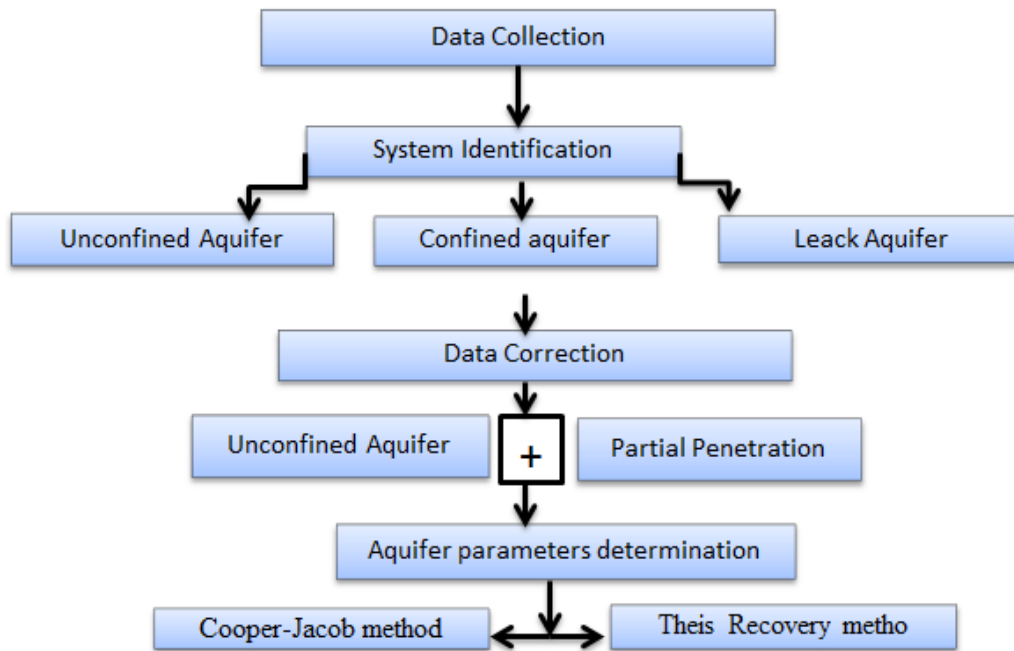 Data Collection
System Identification
Unconfined Aquifer
Confined aquifer
Leack Aquifer
Data Correction
Unconfined Aquifer
+
Partial Penetration
Aquifer parameters determination
Cooper-Jacob method
Theis Recovery metho